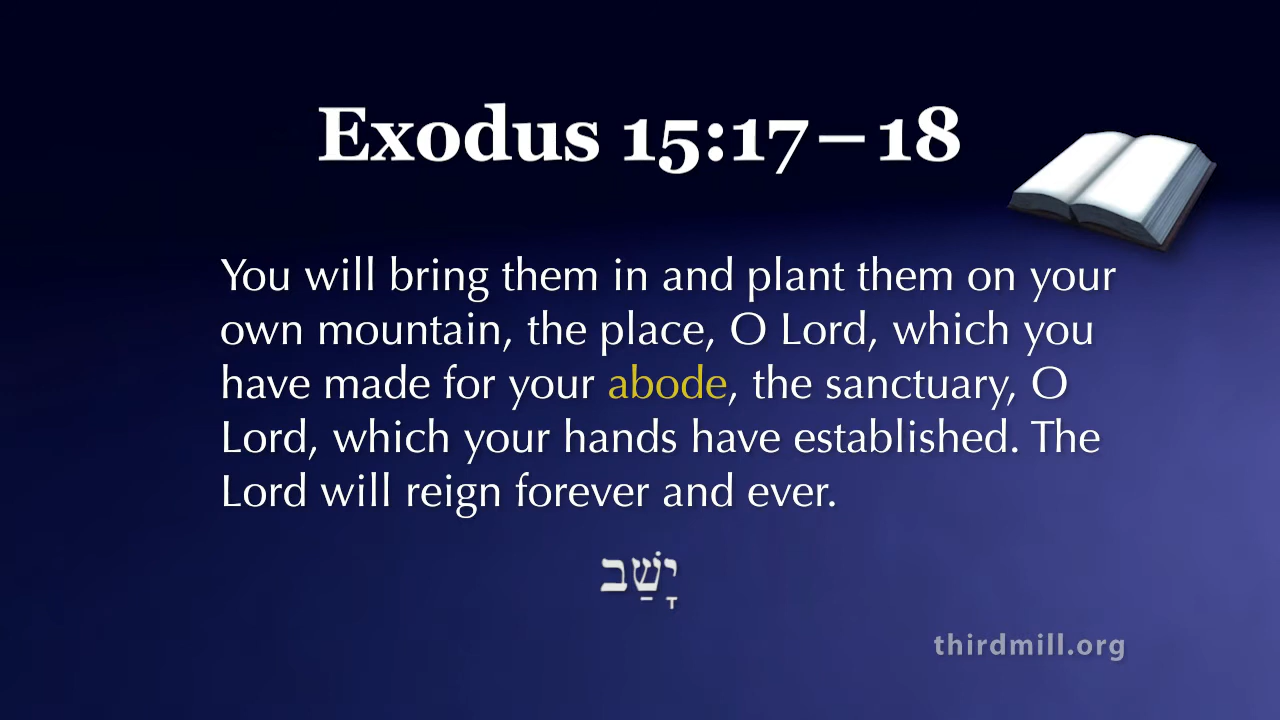 Exodus 15:17–18
You will bring them in and plant them on your
own mountain, the place, O Lord, which you
have made for your abode, the sanctuary, O
Lord, which your hands have established. The
Lord will reign forever and ever.
יָשַׁב
thirdmill.org